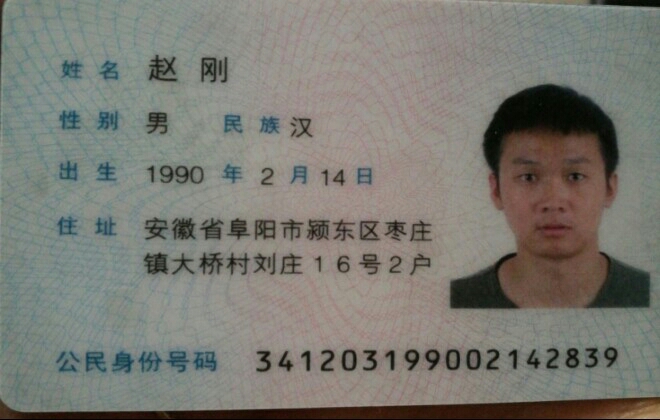 姓名 赵刚
性别 男 民族 汉
出生 1990 年 2 月 14 日
住址 安徽省阜阳市颍东区枣庄
镇大桥村刘庄16号2户
公民身份号码 341203199002142839